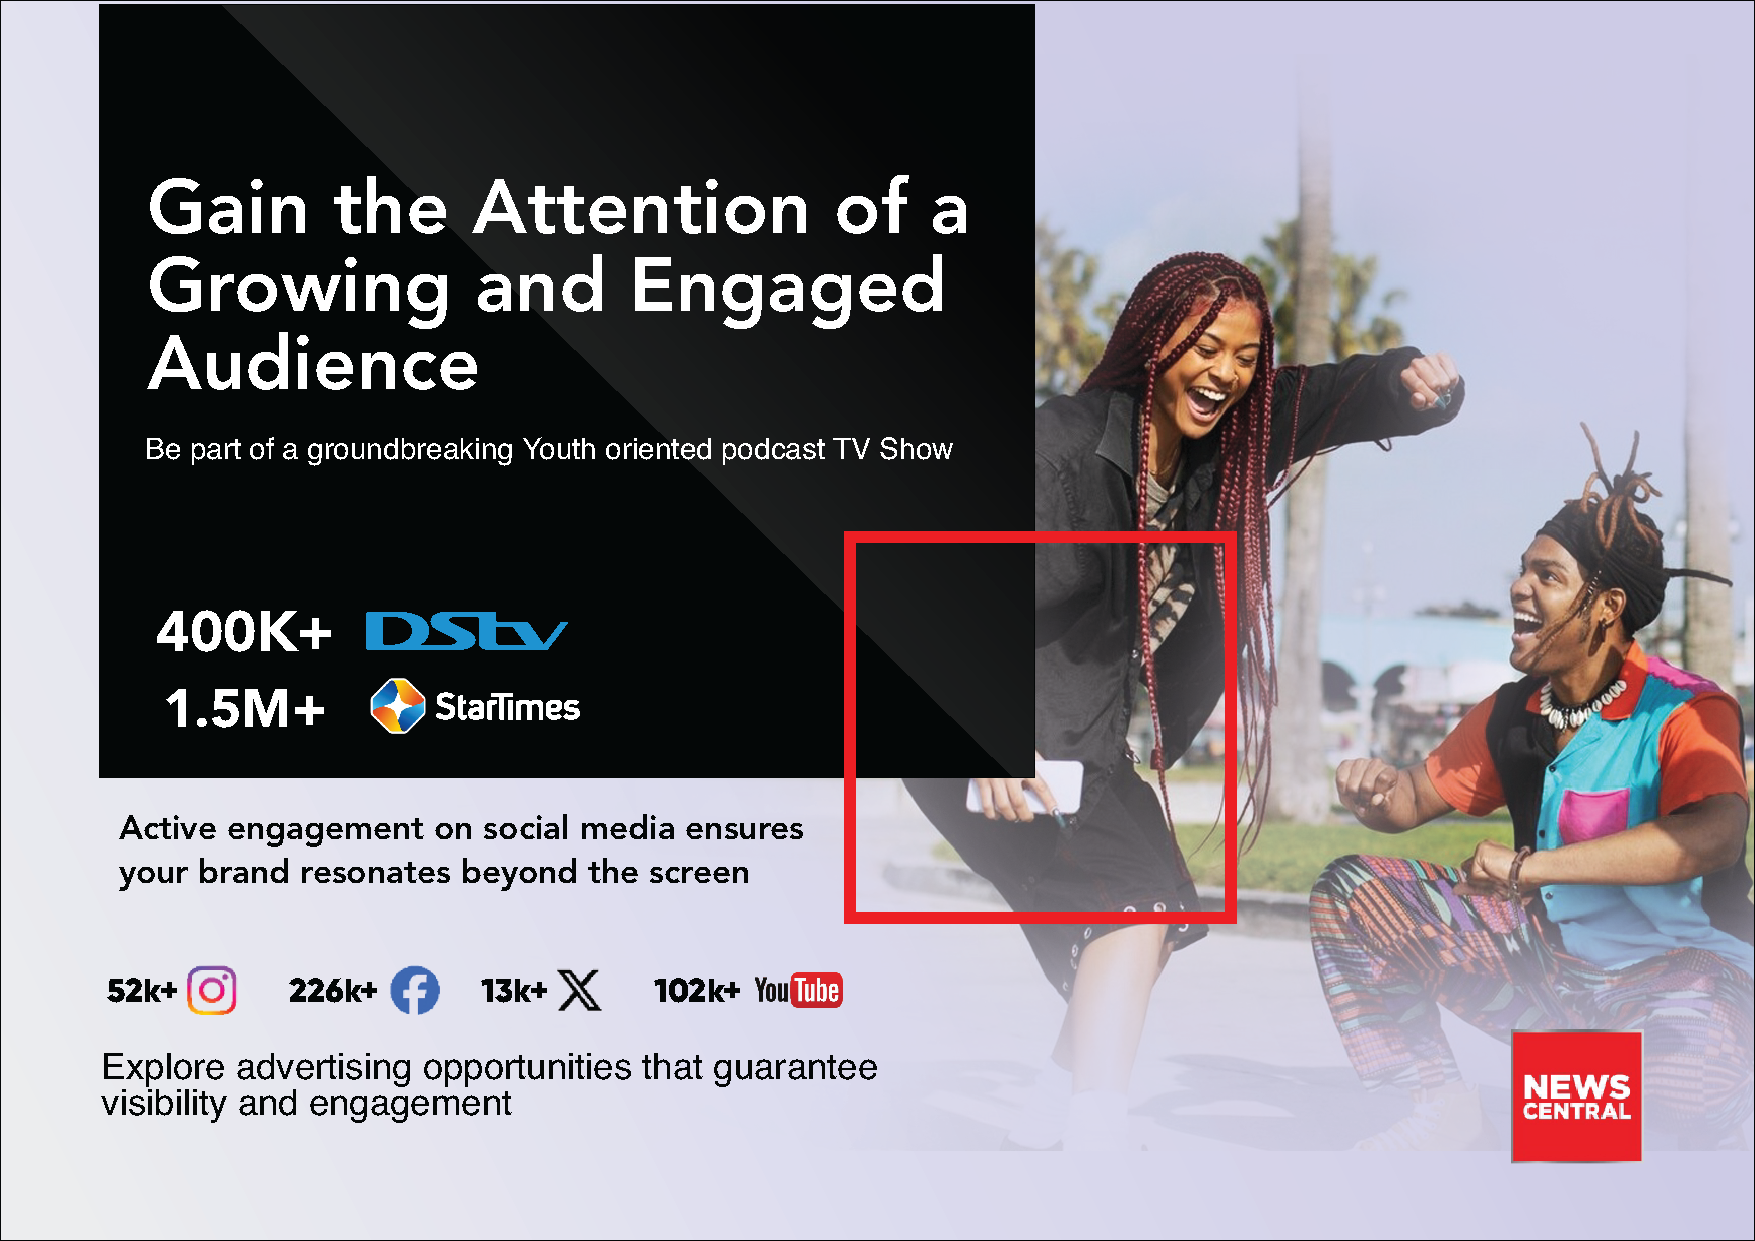 Gain the Attention of a
Growing and Engaged
Audience
Be part of a groundbreaking Youth oriented podcast TV Show
400K+ DStv
1.5M+ StarTimes
Active engagement on social media ensures
your brand resonates beyond the screen
52k+ 226k+ 13k+ 102k+ YouTube
Explore advertising opportunities that guarantee
visibility and engagement
NEWS
CENTRAL